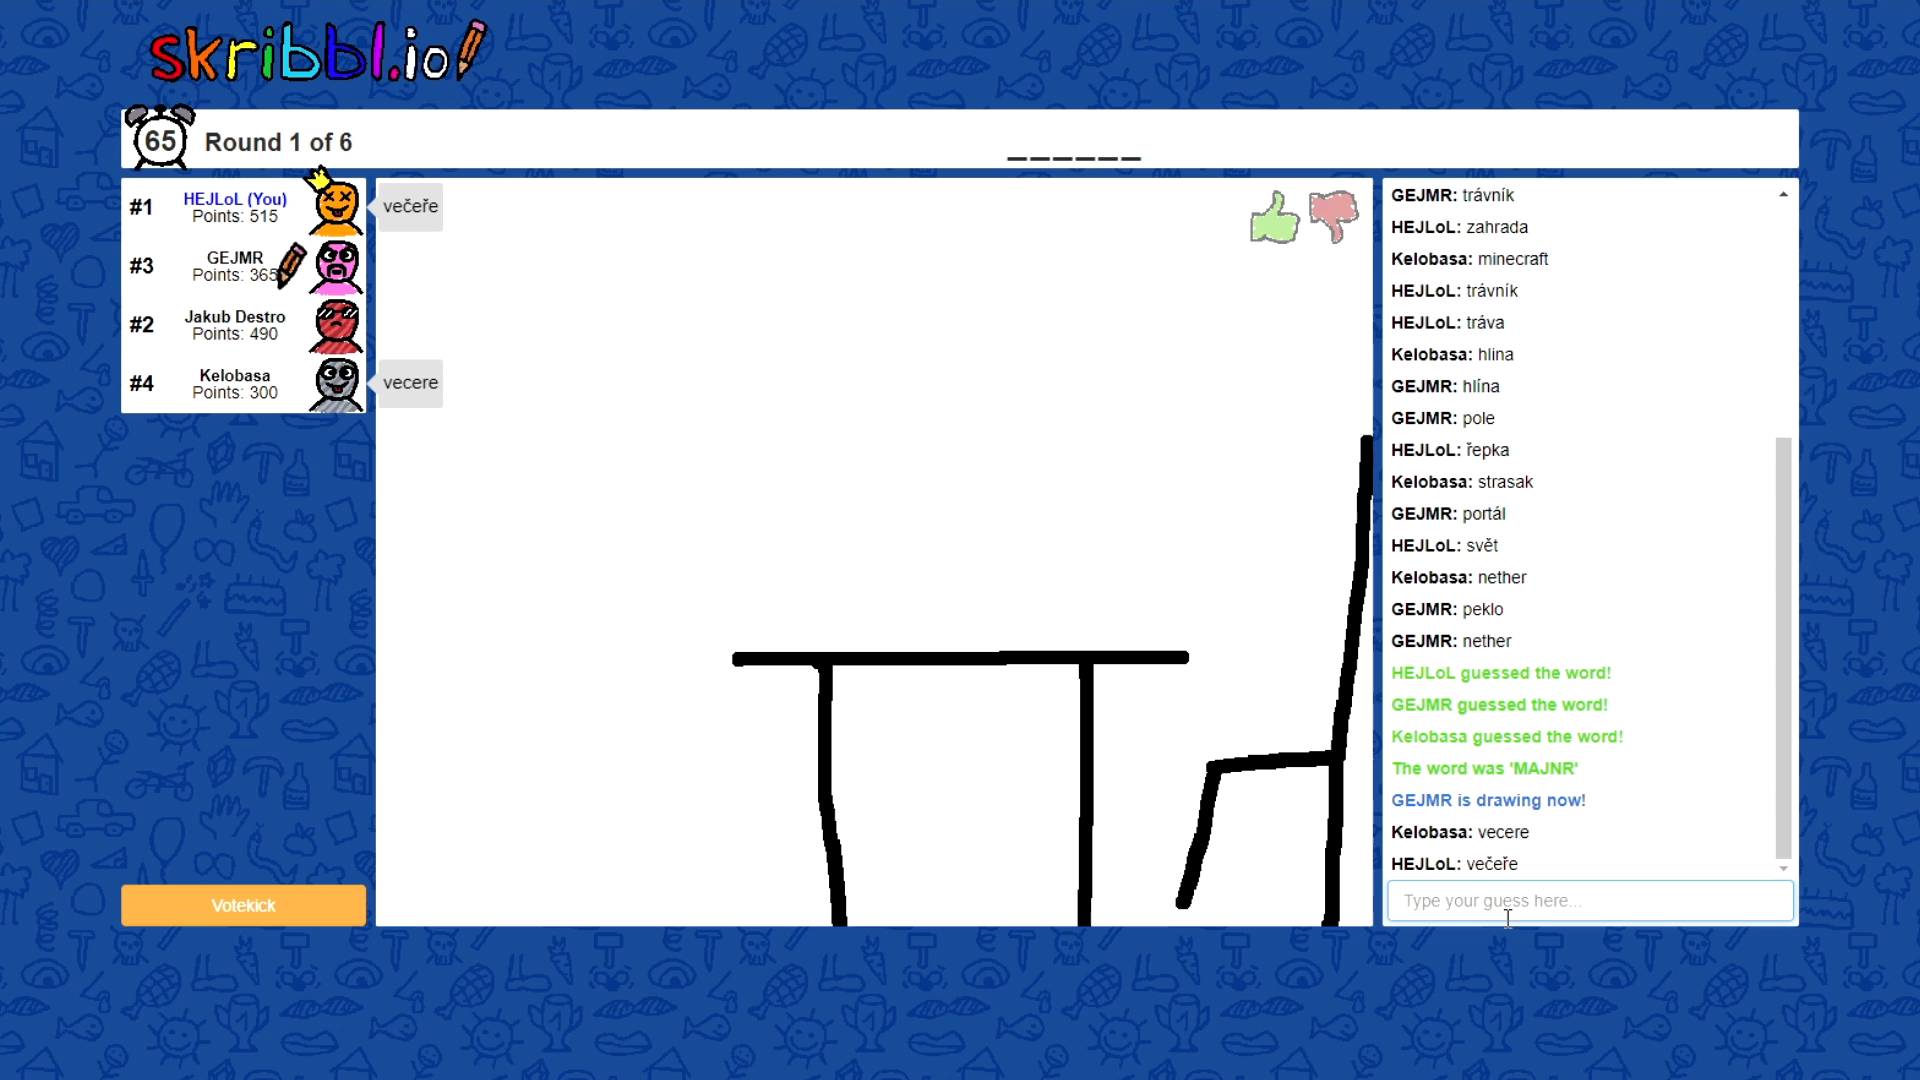 skribbl.io
65
Round 1 of 6
______
#1
HEJLoL (You)
Points: 515
večeře
#3
GEJMR
Points: 365
#2
Jakub Destro
Points: 490
#4
Kelobasa
Points: 300
vecere
Votekick
GEJMR: trávník
HEJLoL: zahrada
Kelobasa: minecraft
HEJLoL: trávník
HEJLoL: tráva
Kelobasa: hlina
GEJMR: hlína
GEJMR: pole
HEJLoL: řepka
Kelobasa: strasak
GEJMR: portál
HEJLoL: svět
Kelobasa: nether
GEJMR: peklo
GEJMR: nether
HEJLoL guessed the word!
GEJMR guessed the word!
Kelobasa guessed the word!
The word was 'MAJNR'
GEJMR is drawing now!
Kelobasa: vecere
HEJLoL: večeře
Type your guess here...